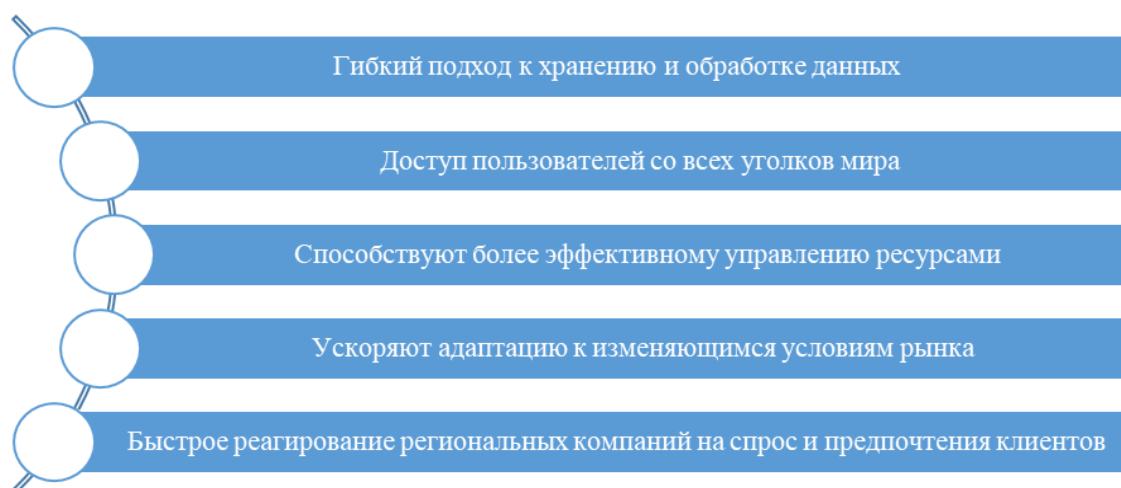 Гибкий подход к хранению и обработке данных
Доступ пользователей со всех уголков мира
Способствуют более эффективному управлению ресурсами
Ускоряют адаптацию к изменяющимся условиям рынка
Быстрое реагирование региональных компаний на спрос и предпочтения клиентов